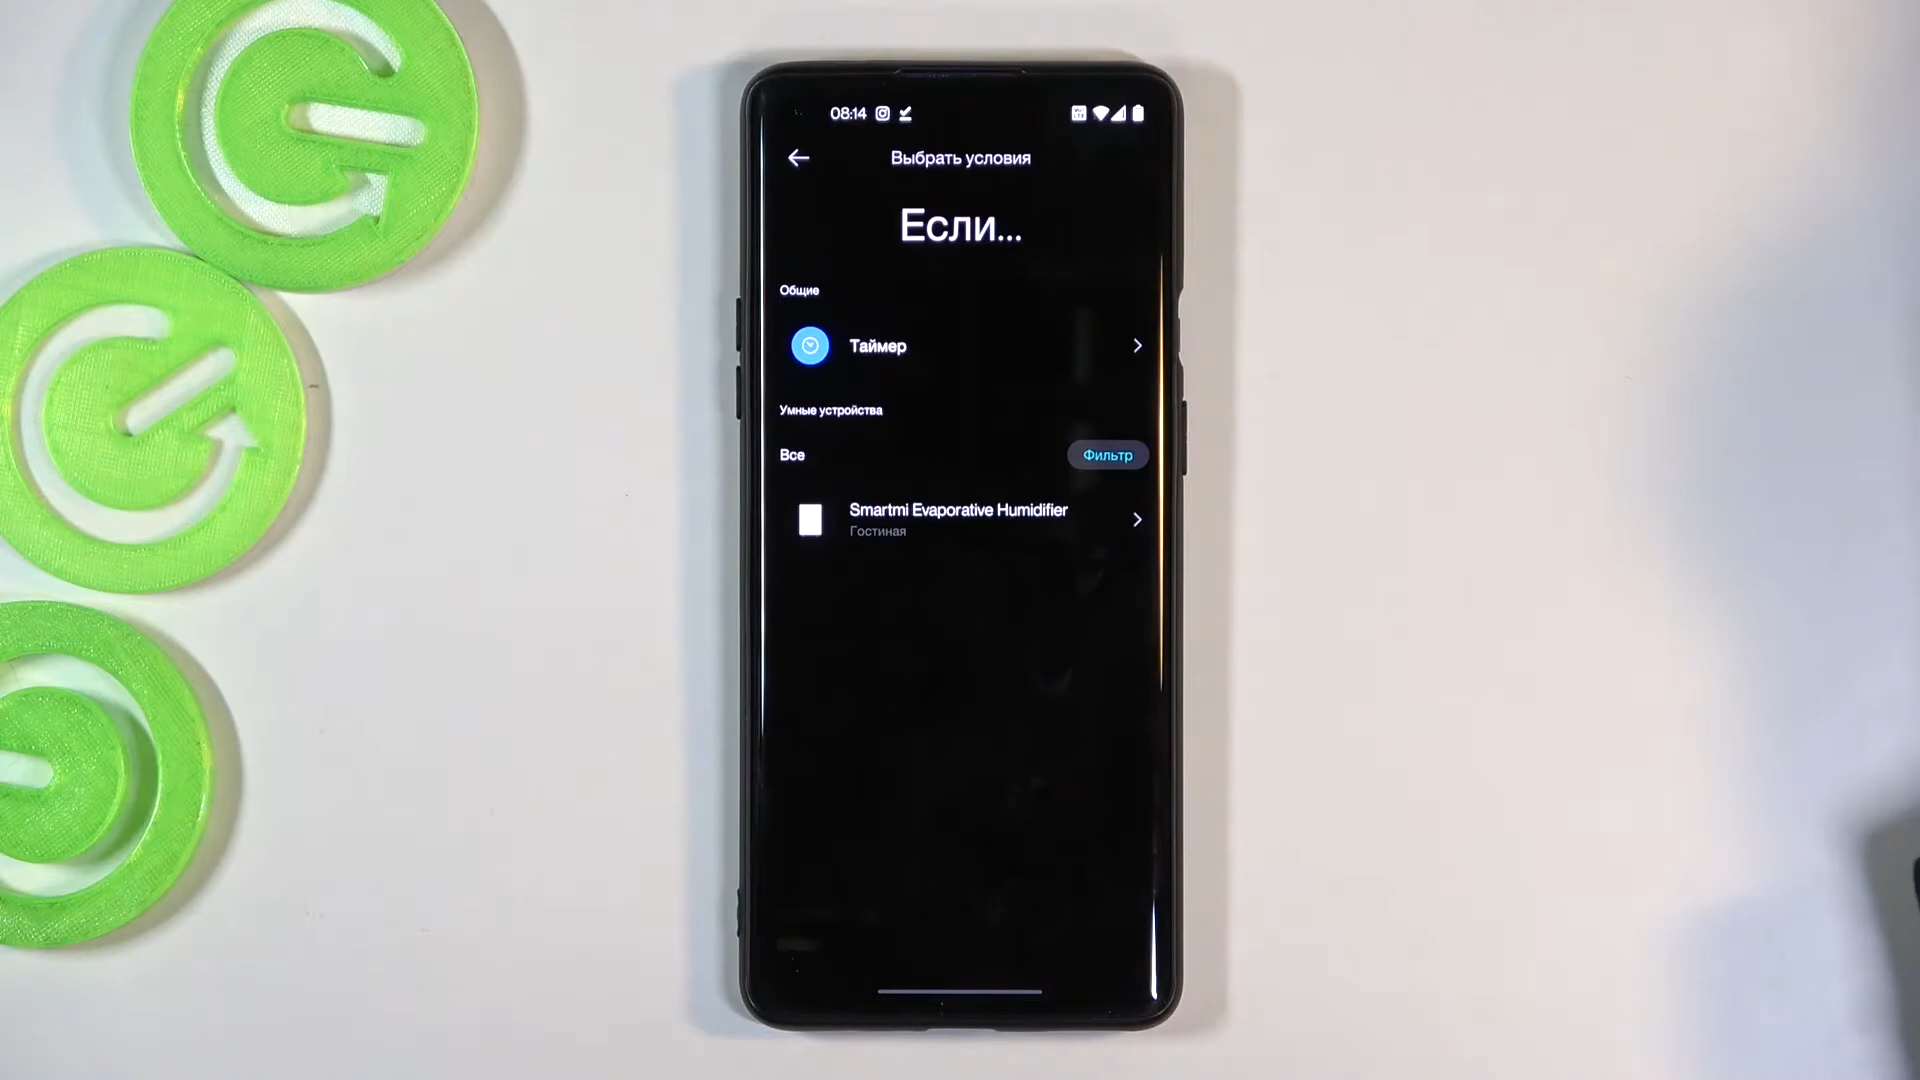 08:14
Выбрать условия
Если...
Общие
Таймер
Умные устройства
Все
Фильтр
Smartmi Evaporative Humidifier
Гостиная